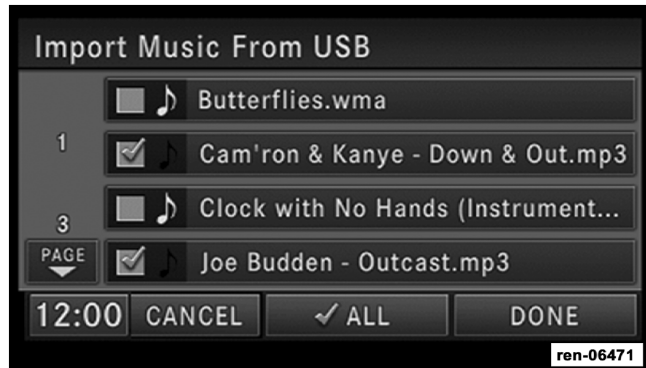 Import Music From USB
Butterflies.wma
1
Cam'ron & Kanye - Down & Out.mp3
Clock with No Hands (Instrument...
3
PAGE
Joe Budden - Outcast.mp3
12:00 CANCEL ✓ ALL DONE
ren-06471